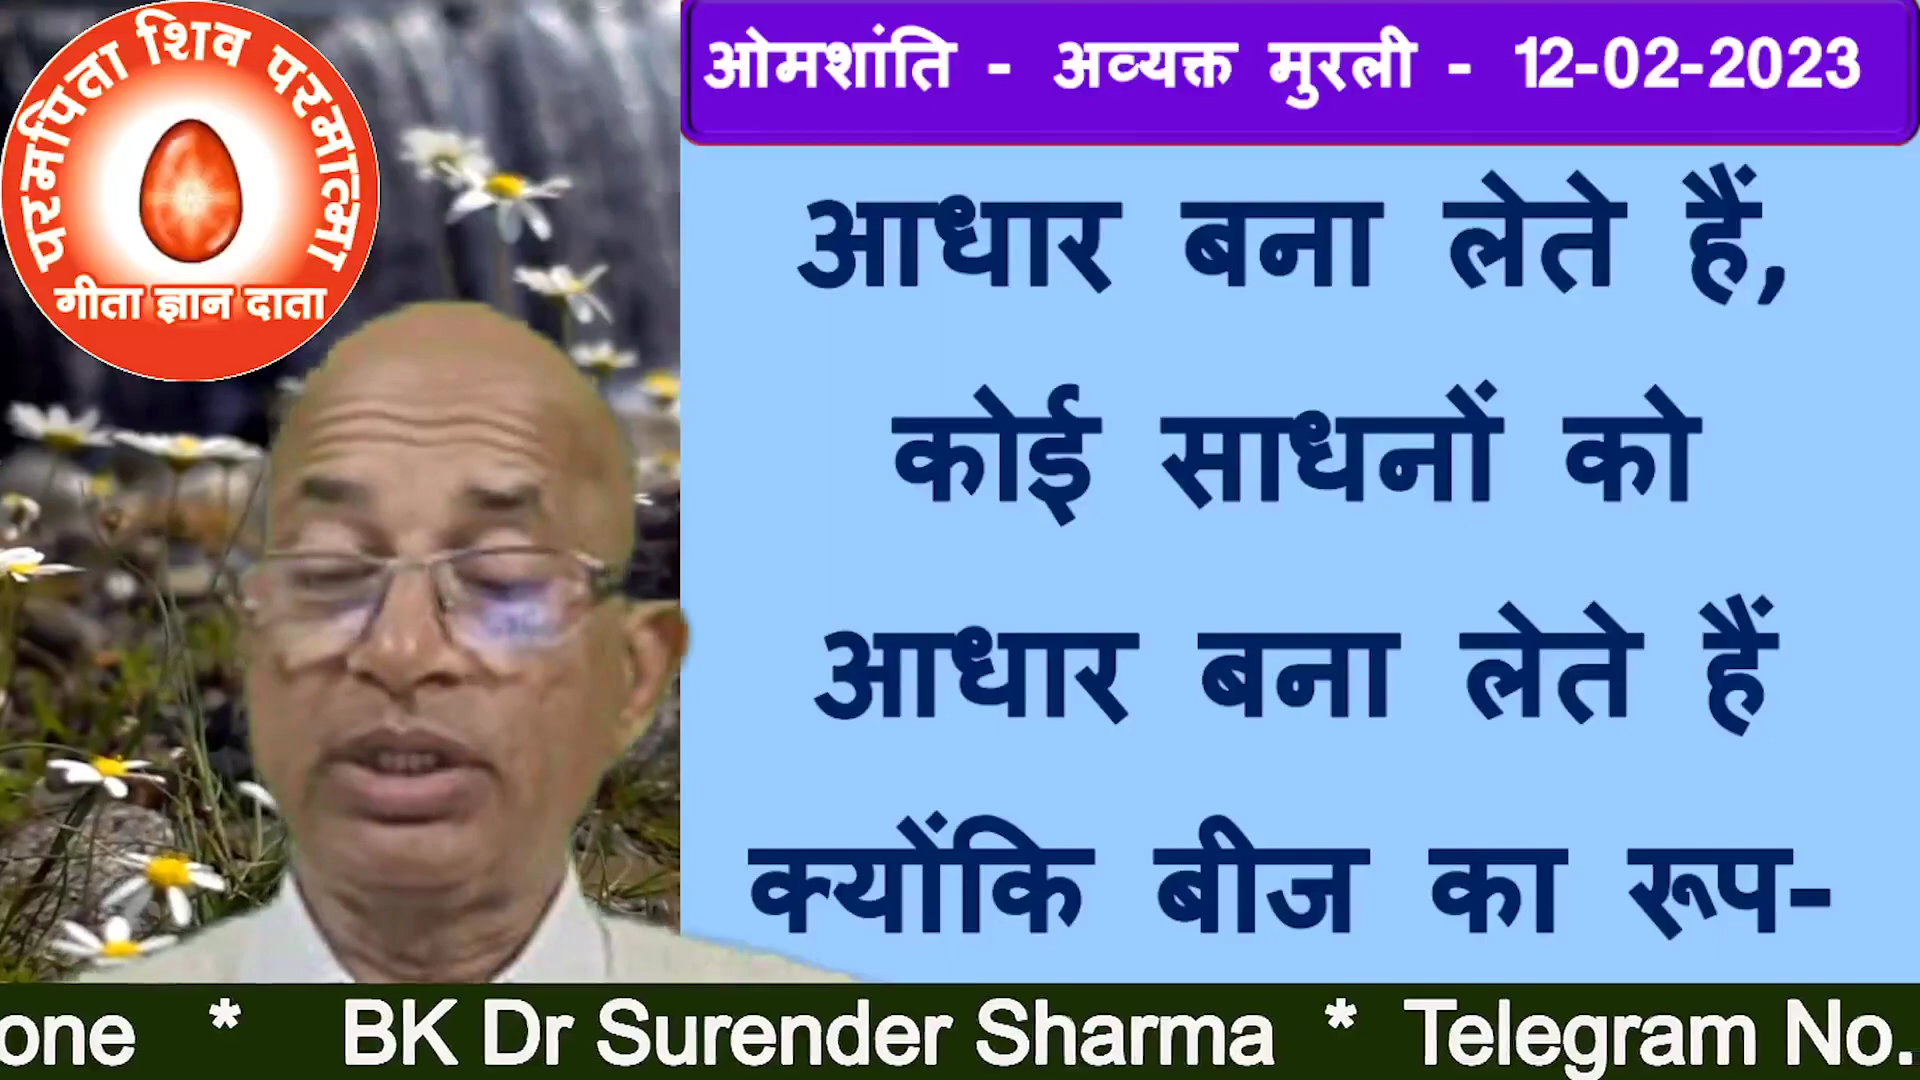 परमपिता शिव परमात्मा
गीता ज्ञान दाता
ओमशांति - अव्यक्त मुरली - 12-02-2023
आधार बना लेते हैं,
कोई साधनों को
आधार बना लेते हैं
क्योंकि बीज का रूप-
one * BK Dr Surender Sharma * Telegram No.